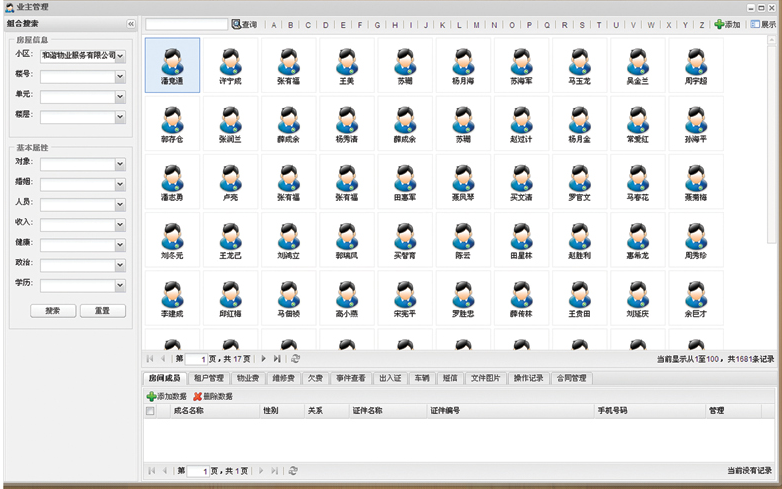 业主管理
组合搜索
查询 A B C D E F G H I J K L M N O P Q R S T U V W X Y Z 添加 展示
房屋信息
小区: 和谐物业服务有限公司
楼号:
单元:
楼层:
基本属性
对象:
婚姻:
人员:
收入:
健康:
政治:
学历:
搜索 重置
潘竟通 许宁成 张有福 王美 苏珊 杨月海 苏海军 马玉龙 吴金兰 周宇超
郭存仓 张润兰 薛成余 杨秀清 薛成余 苏珊 赵过计 杨月金 常爱红 孙海平
潘志勇 卢亮 张有福 张有福 田惠军 聂风琴 买文清 罗官文 马春花 聂菊梅
刘冬元 王龙己 刘鸿立 郭瑞凤 买智育 陈云 田星林 赵胜利 惠希龙 周秀珍
李建成 邱红梅 马佃祯 高小燕 宋宪平 罗胜忠 薛传林 王贵田 刘延庆 余巨才
第 1 页，共 17 页 当前显示从1至100，共1681条记录
房间成员 租户管理 物业费 维修费 欠费 事件查看 出入证 车辆 短信 文件图片 操作记录 合同管理
添加数据 删除数据
成名名称 性别 关系 证件名称 证件编号 手机号码 管理
第 1 页，共 1 页 当前没有记录